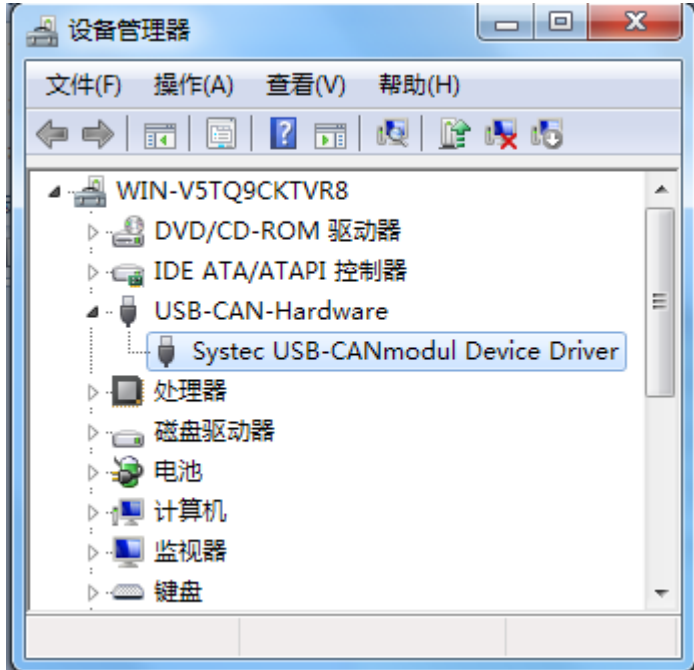 设备管理器
文件(F) 操作(A) 查看(V) 帮助(H)
WIN-V5TQ9CKTVR8
DVD/CD-ROM 驱动器
IDE ATA/ATAPI 控制器
USB-CAN-Hardware
Systec USB-CANmodul Device Driver
处理器
磁盘驱动器
电池
计算机
监视器
键盘